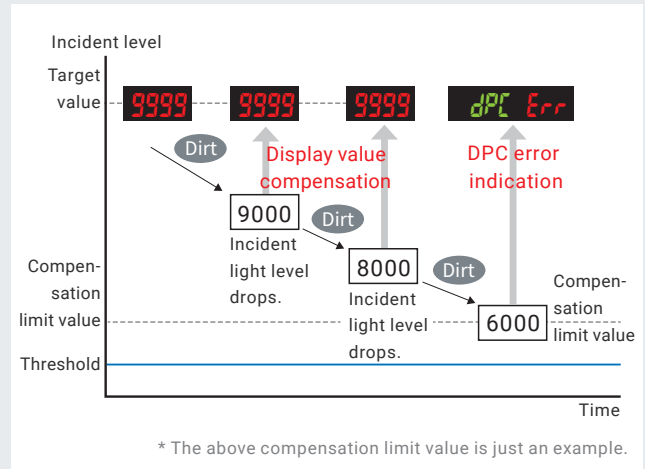 Incident level
Target
value
9999
9999
9999
dPC Err
Dirt
Display value
compensation
DPC error
indication
9000
Dirt
Incident
light level
drops.
8000
Dirt
Incident
light level
drops.
Compen-
sation
limit value
6000
Compen-
sation
limit value
Threshold
Time
* The above compensation limit value is just an example.